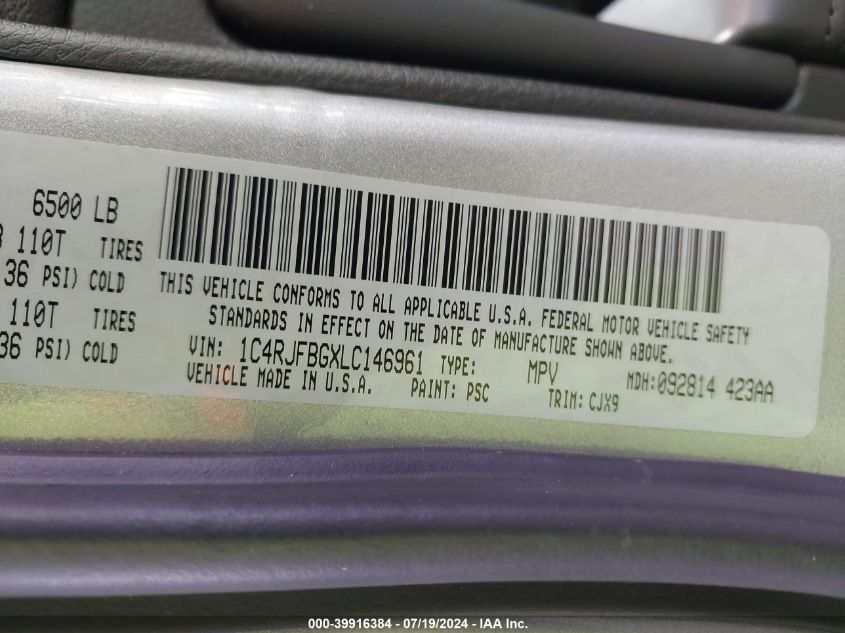 6500 LB
110T TIRES
36 PSI) COLD
110T TIRES
36 PSI) COLD
THIS VEHICLE CONFORMS TO ALL APPLICABLE U.S.A. FEDERAL MOTOR VEHICLE SAFETY
STANDARDS IN EFFECT ON THE DATE OF MANUFACTURE SHOWN ABOVE.
VIN: 1C4RJFBGXLC146961 TYPE: MPV MDH:092814 423AA
VEHICLE MADE IN U.S.A. PAINT: PSC TRIM: CJX9
000-39916384 - 07/19/2024 - IAA Inc.